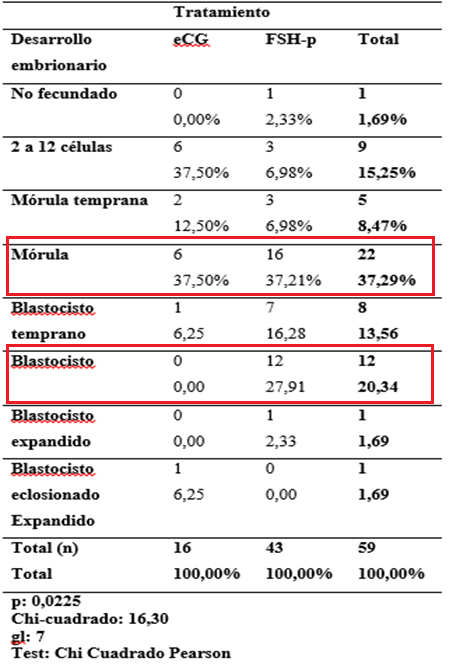 Tratamiento
Desarrollo embrionario eCG FSH-p Total
No fecundado 0 1 1
0,00% 2,33% 1,69%
2 a 12 células 6 3 9
37,50% 6,98% 15,25%
Mórula temprana 2 3 5
12,50% 6,98% 8,47%
Mórula 6 16 22
37,50% 37,21% 37,29%
Blastocisto 1 7 8
temprano 6,25 16,28 13,56
Blastocisto 0 12 12
0,00 27,91 20,34
Blastocisto 0 1 1
expandido 0,00 2,33 1,69
Blastocisto 1 0 1
eclosionado 6,25 0,00 1,69
Expandido
Total (n) 16 43 59
Total 100,00% 100,00% 100,00%
p: 0,0225
Chi-cuadrado: 16,30
gl: 7
Test: Chi Cuadrado Pearson